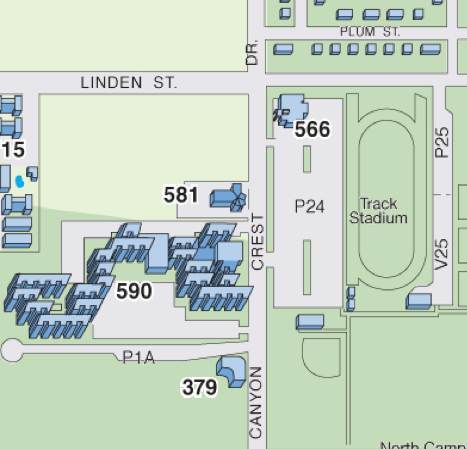 PLUM ST.
DR.
LINDEN ST.
566
15
P25
581
P24
Track
Stadium
CREST
V25
590
P1A
379
CANYON
North Camp